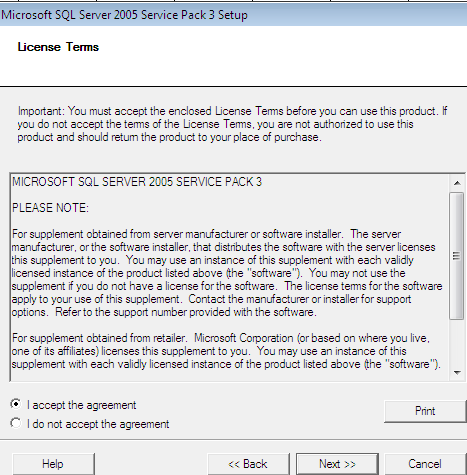 Microsoft SQL Server 2005 Service Pack 3 Setup
License Terms
Important: You must accept the enclosed License Terms before you can use this product. If
you do not accept the terms of the License Terms, you are not authorized to use this
product and should return the product to your place of purchase.
MICROSOFT SQL SERVER 2005 SERVICE PACK 3
PLEASE NOTE:
For supplement obtained from server manufacturer or software installer. The server
manufacturer, or the software installer, that distributes the software with the server licenses
this supplement to you. You may use an instance of this supplement with each validly
licensed instance of the product listed above (the "software"). You may not use the
supplement if you do not have a license for the software. The license terms for the software
apply to your use of this supplement. Contact the manufacturer or installer for support
options. Refer to the support number provided with the software.
For supplement obtained from retailer. Microsoft Corporation (or based on where you live,
one of its affiliates) licenses this supplement to you. You may use an instance of this
supplement with each validly licensed instance of the product listed above (the "software").
I accept the agreement
Print
I do not accept the agreement
Help
<< Back
Next >>
Cancel